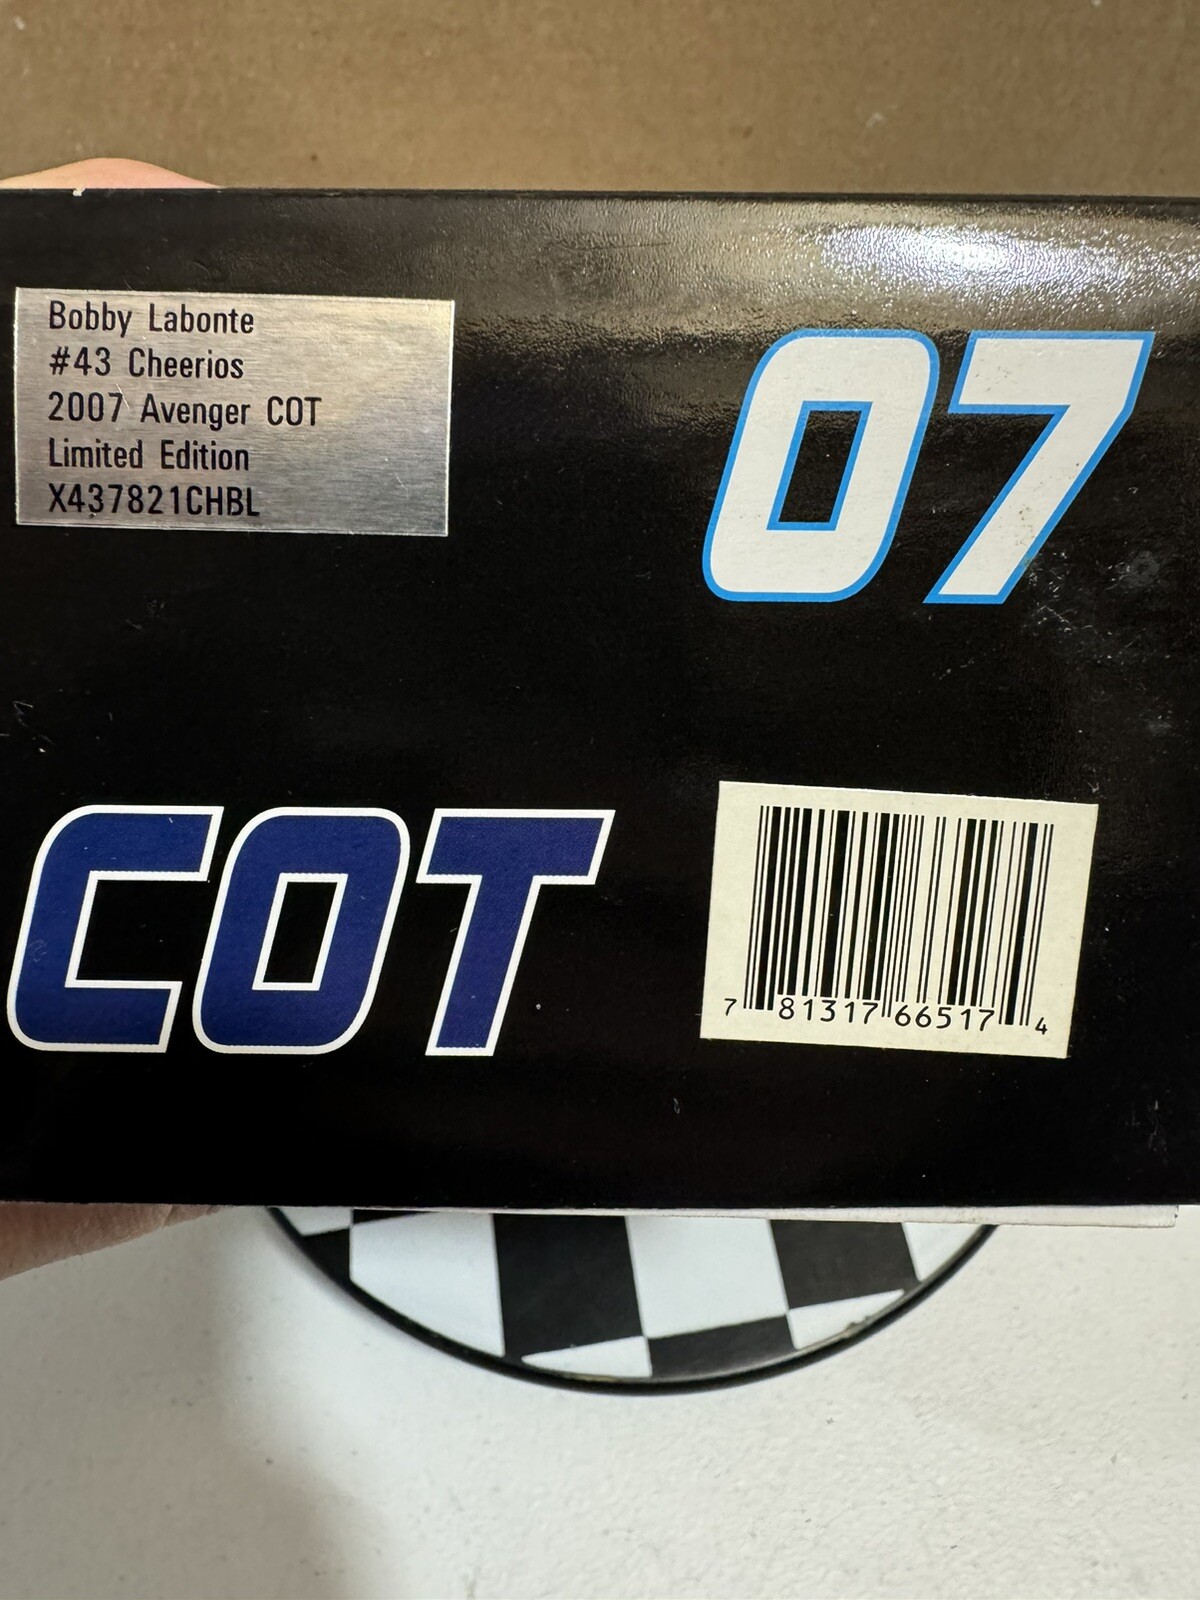 Bobby Labonte
#43 Cheerios
2007 Avenger COT
Limited Edition
X437821CHBL
07
COT
7 81317 66517 4